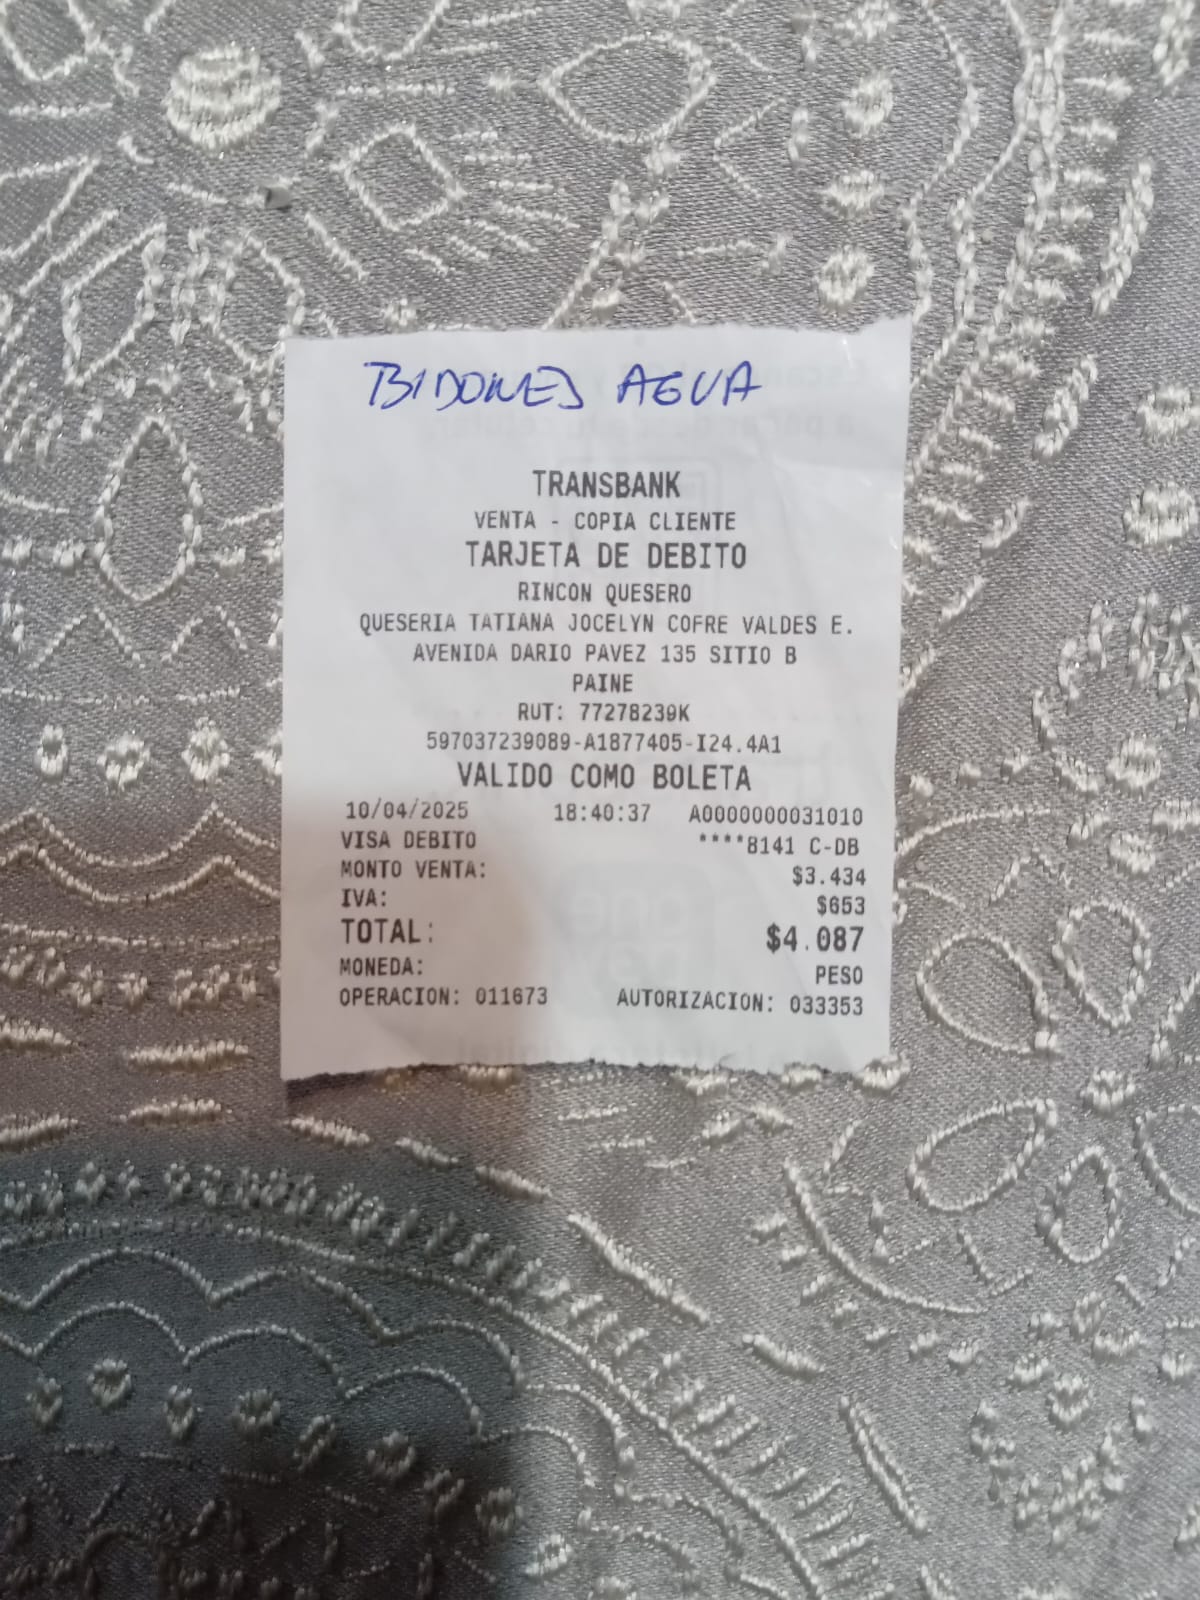 BIDONES AGUA
TRANSBANK
VENTA - COPIA CLIENTE
TARJETA DE DEBITO
RINCON QUESERO
QUESERIA TATIANA JOCELYN COFRE VALDES E.
AVENIDA DARIO PAVEZ 135 SITIO B
PAINE
RUT: 77278239K
597037239089-A1877405-I24.4A1
VALIDO COMO BOLETA
10/04/2025 18:40:37 A0000000031010
VISA DEBITO ****8141 C-DB
MONTO VENTA: $3.434
IVA: $653
TOTAL: $4.087
MONEDA: PESO
OPERACION: 011673 AUTORIZACION: 033353